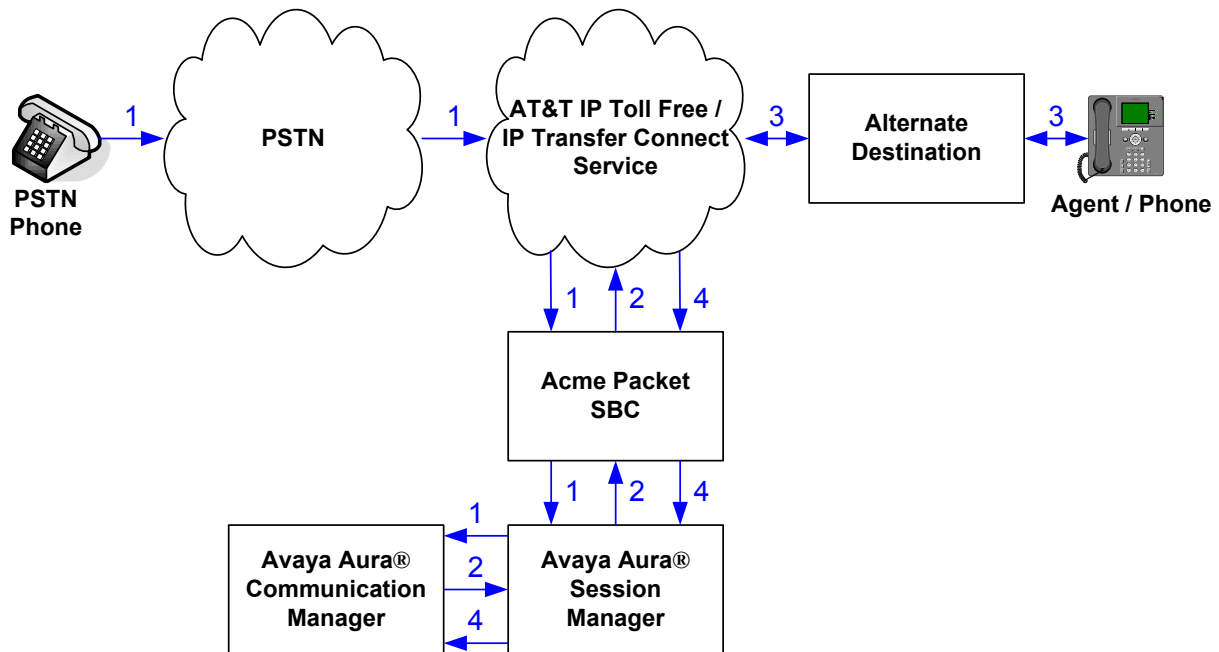 1
PSTN
Phone
PSTN
1
AT&T IP Toll Free /
IP Transfer Connect
Service
3
Alternate
Destination
3
Agent / Phone
1
2
4
Acme Packet
SBC
1
2
4
1
2
4
Avaya Aura®
Communication
Manager
Avaya Aura®
Session
Manager